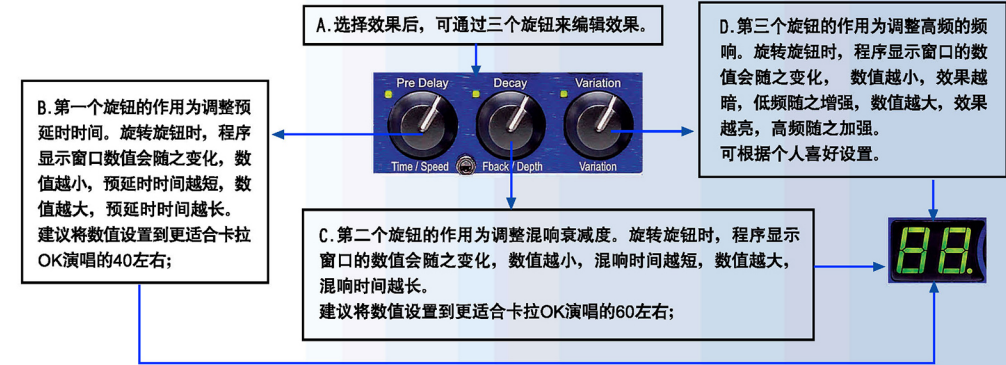 A.选择效果后，可通过三个旋钮来编辑效果。
D.第三个旋钮的作用为调整高频的频
响。旋转旋钮时，程序显示窗口的数
值会随之变化， 数值越小，效果越
暗，低频随之增强，数值越大，效果
越亮，高频随之加强。
可根据个人喜好设置。
B.第一个旋钮的作用为调整预
延时时间。旋转旋钮时，程序
显示窗口数值会随之变化，数
值越小，预延时时间越短，数
值越大，预延时时间越长。
建议将数值设置到更适合卡拉
OK演唱的40左右；
Pre Delay
Decay
Variation
Time / Speed
Fback / Depth
Variation
C.第二个旋钮的作用为调整混响衰减度。旋转旋钮时，程序显示
窗口的数值会随之变化，数值越小，混响时间越短，数值越大，
混响时间越长。
建议将数值设置到更适合卡拉OK演唱的60左右；
88.